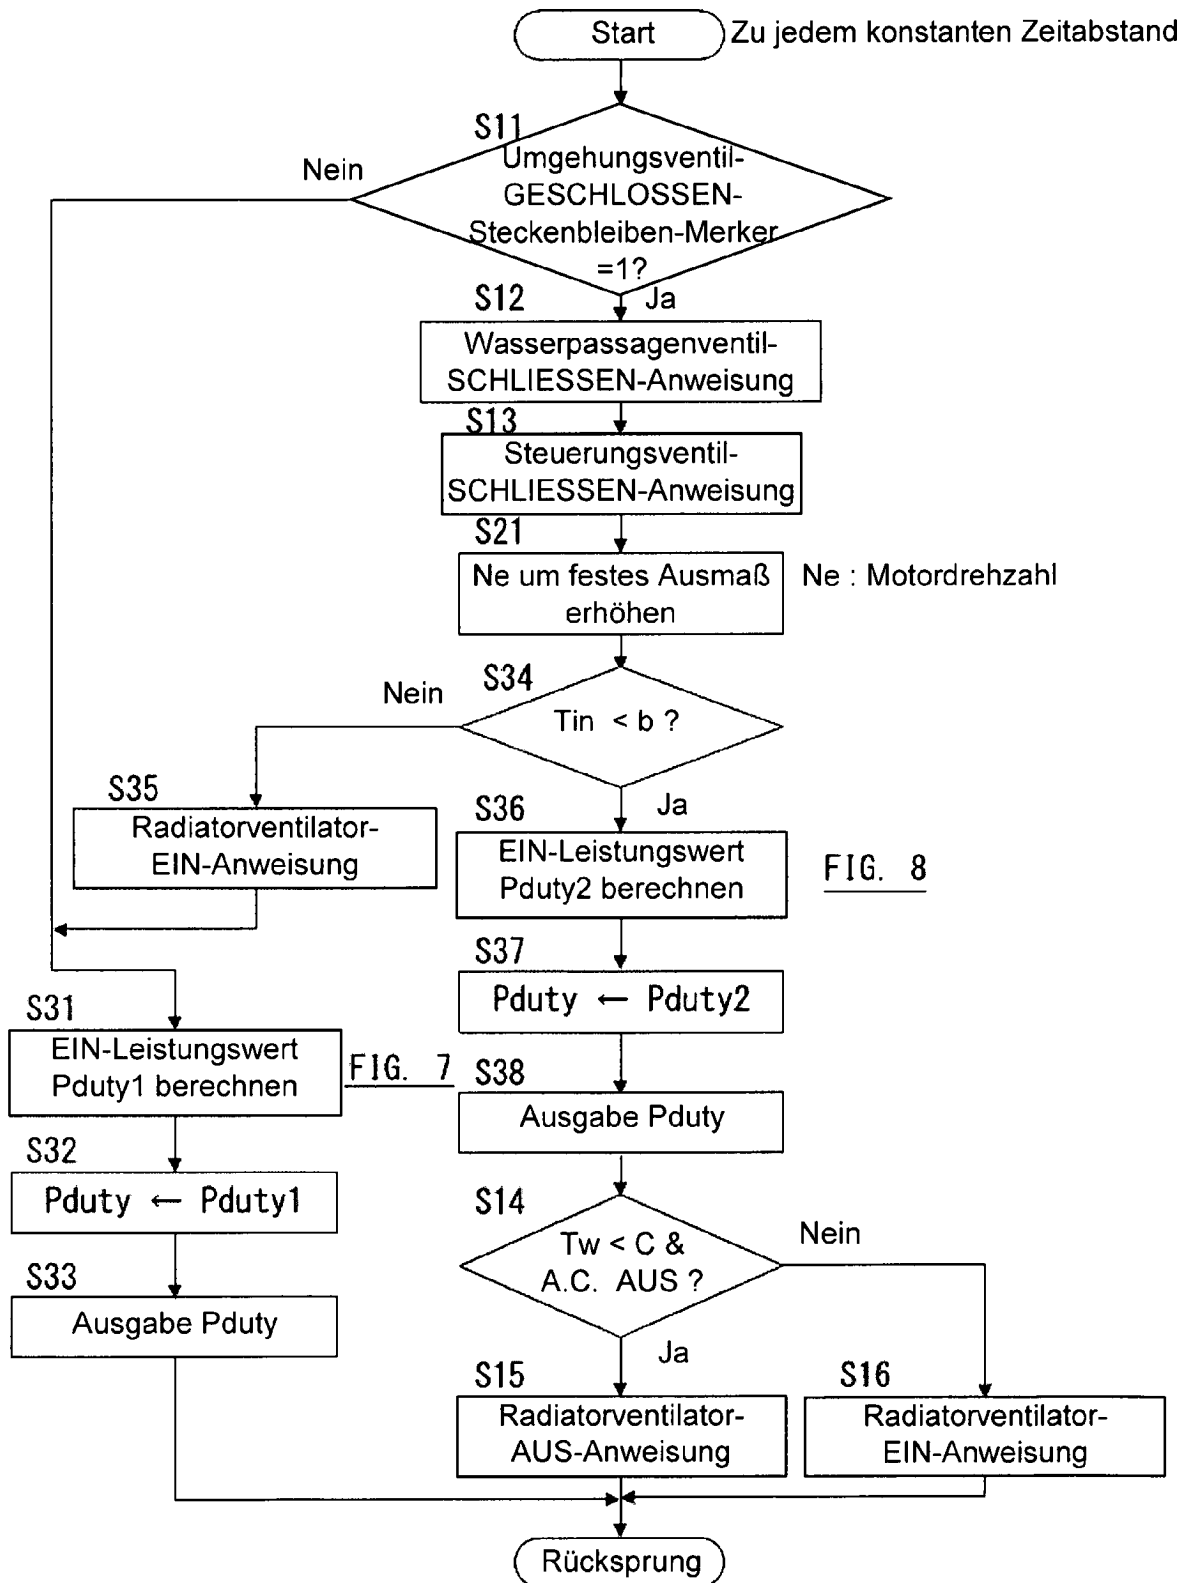 Start
Zu jedem konstanten Zeitabstand
S11
Umgehungsventil-
GESCHLOSSEN-
Steckenbleiben-Merker
=1?
Nein
Ja
S12
Wasserpassagenventil-
SCHLIESSEN-Anweisung
S13
Steuerungsventil-
SCHLIESSEN-Anweisung
S21
Ne um festes Ausmaß
erhöhen
Ne : Motordrehzahl
S34
Nein
Tin < b ?
Ja
S35
Radiatorventilator-
EIN-Anweisung
S36
EIN-Leistungswert
Pduty2 berechnen
FIG. 8
S37
Pduty ← Pduty2
S31
EIN-Leistungswert
Pduty1 berechnen
FIG. 7
S38
Ausgabe Pduty
S32
Pduty ← Pduty1
S33
Ausgabe Pduty
S14
Tw < C &
A.C. AUS ?
Nein
Ja
S15
Radiatorventilator-
AUS-Anweisung
S16
Radiatorventilator-
EIN-Anweisung
Rücksprung